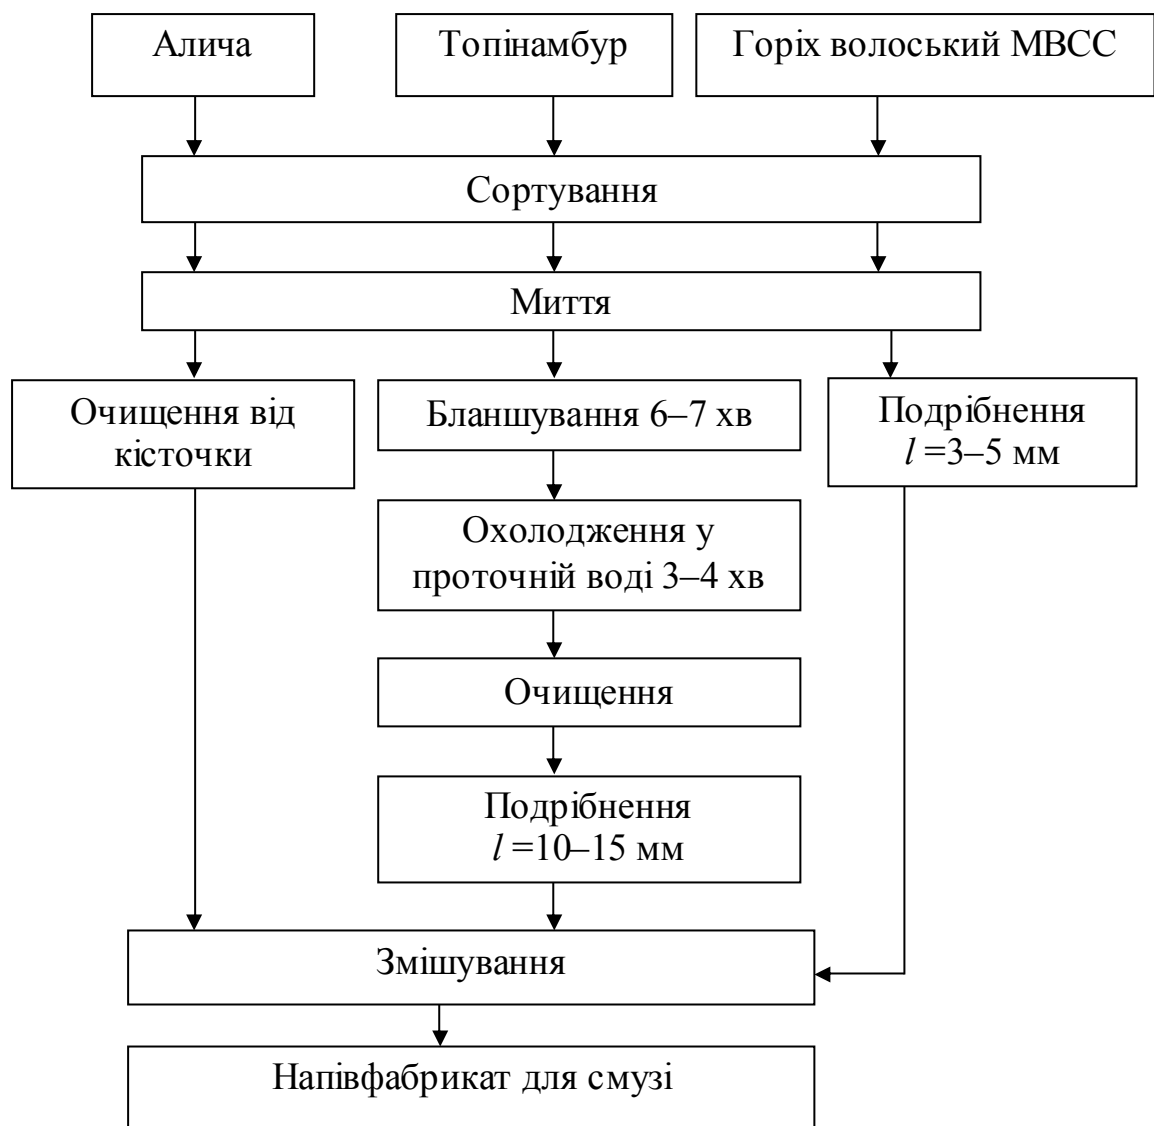 Алича
Топінамбур
Горіх волоський МВСС
Сортування
Миття
Очищення від
кісточки
Бланшування 6–7 хв
Подрібнення
l =3–5 мм
Охолодження у
проточній воді 3–4 хв
Очищення
Подрібнення
l =10–15 мм
Змішування
Напівфабрикат для смузі